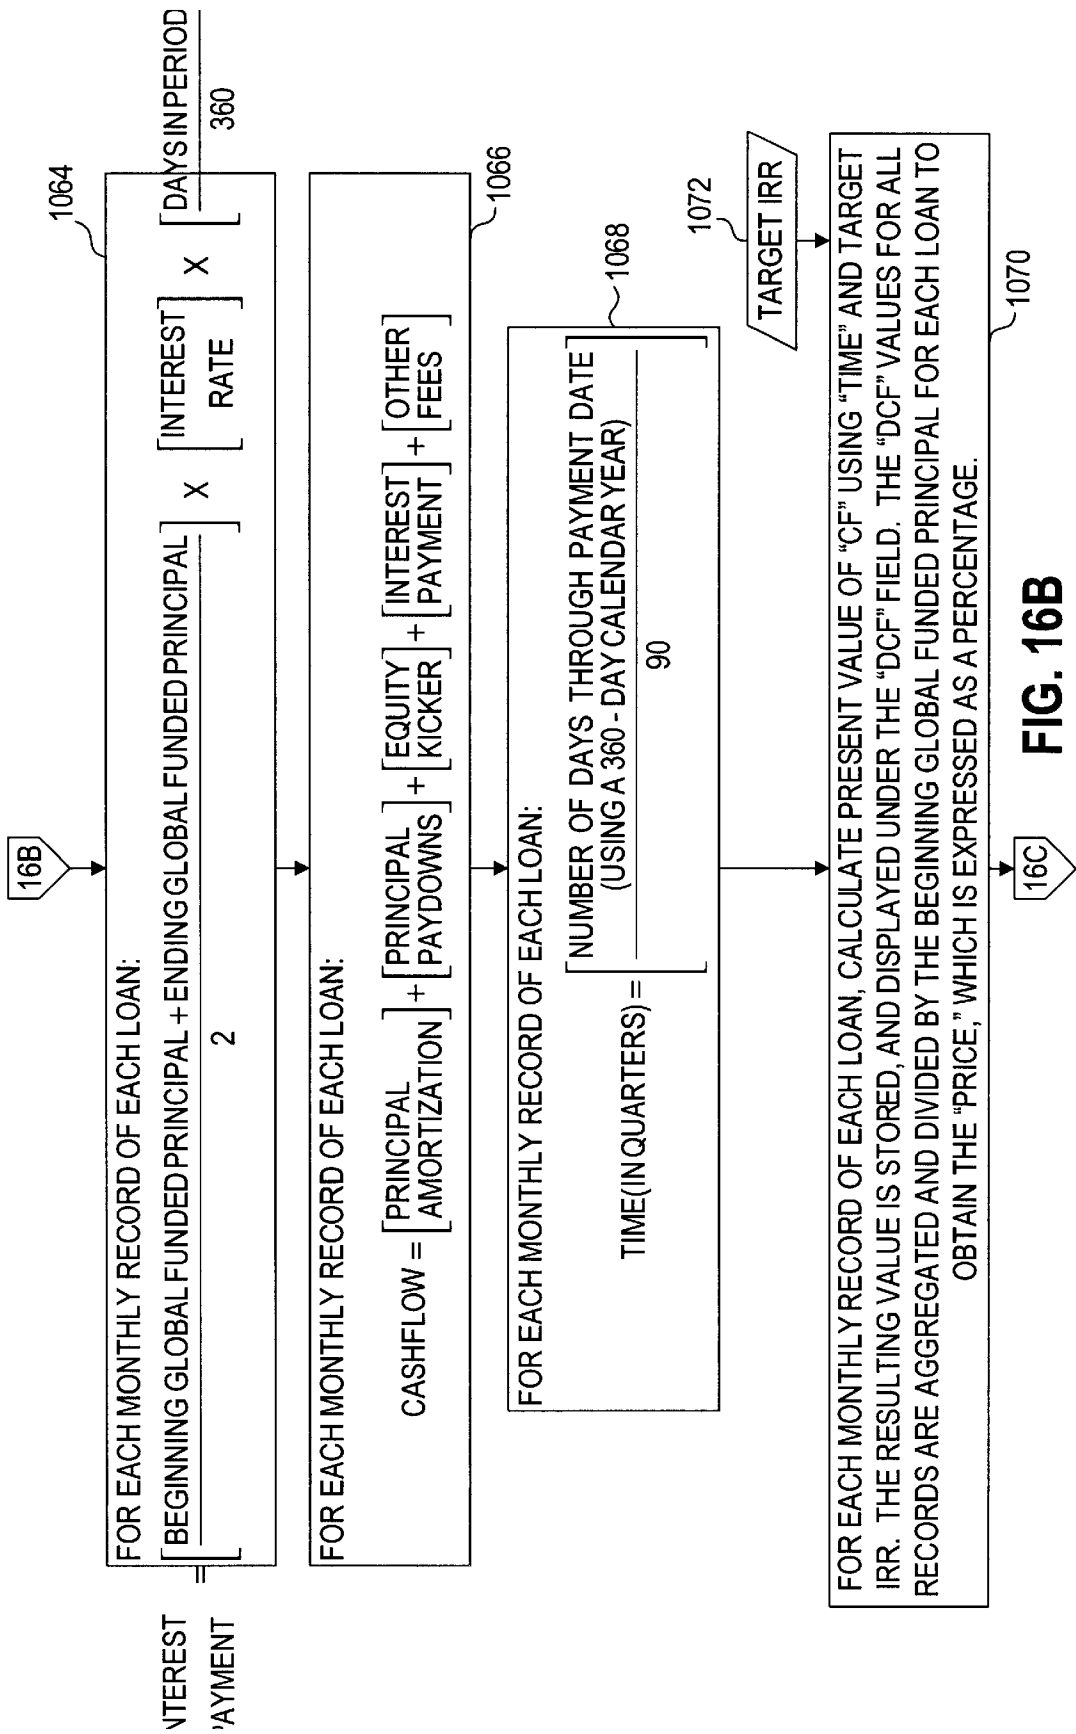 16B
1064
FOR EACH MONTHLY RECORD OF EACH LOAN:
NTEREST
PAYMENT
=
[BEGINNING GLOBAL FUNDED PRINCIPAL + ENDING GLOBAL FUNDED PRINCIPAL] X [INTEREST] X [DAYS IN PERIOD
2 RATE 360
1066
FOR EACH MONTHLY RECORD OF EACH LOAN:
CASHFLOW = [PRINCIPAL] + [PRINCIPAL] + [EQUITY] + [INTEREST] + [OTHER]
AMORTIZATION PAYDOWNS KICKER PAYMENT FEES
1068
FOR EACH MONTHLY RECORD OF EACH LOAN:
TIME (IN QUARTERS) = [NUMBER OF DAYS THROUGH PAYMENT DATE]
(USING A 360 - DAY CALENDAR YEAR)
90
1072
TARGET IRR
1070
FOR EACH MONTHLY RECORD OF EACH LOAN, CALCULATE PRESENT VALUE OF "CF" USING "TIME" AND TARGET
IRR. THE RESULTING VALUE IS STORED, AND DISPLAYED UNDER THE "DCF" FIELD. THE "DCF" VALUES FOR ALL
RECORDS ARE AGGREGATED AND DIVIDED BY THE BEGINNING GLOBAL FUNDED PRINCIPAL FOR EACH LOAN TO
OBTAIN THE "PRICE," WHICH IS EXPRESSED AS A PERCENTAGE.
16C
FIG. 16B